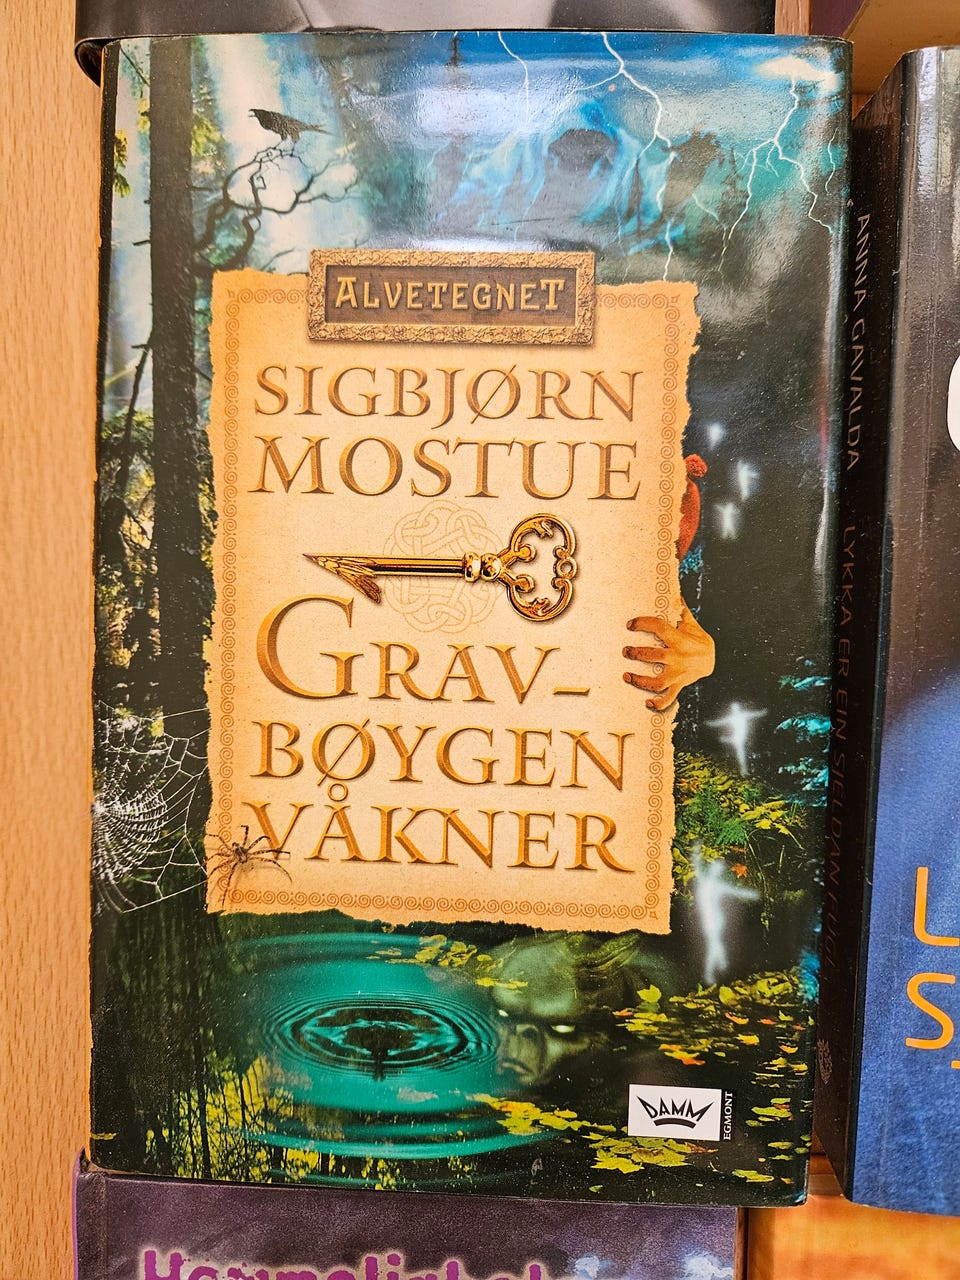 ALVETEGNET
SIGBJØRN
MOSTUE
GRAV-
BØYGEN
VÅKNER
DAMM
EGMONT
ANNA GAVALDA LYKKA ER EIN SJELDAN FUGL
L
S